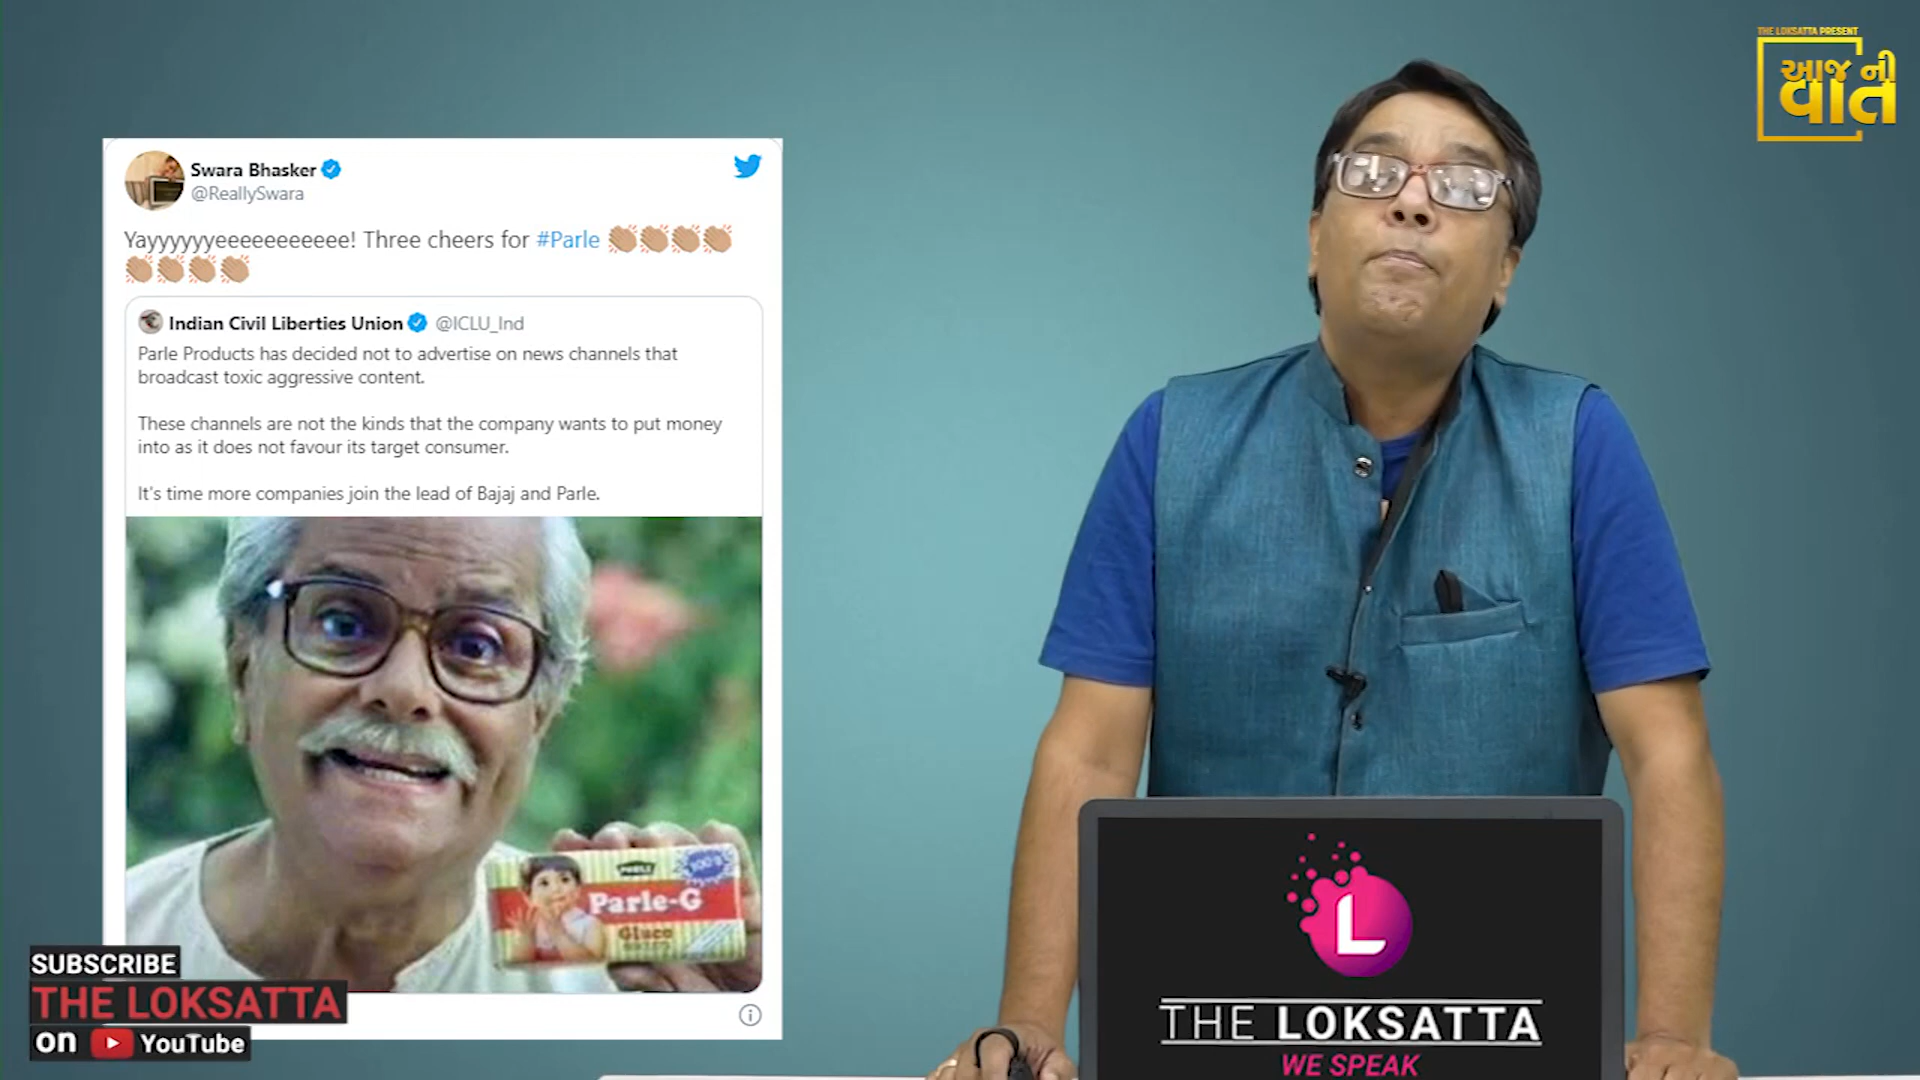 THE LOKSATTA PRESENT
આજ ની
વાત
Swara Bhasker
@ReallySwara
Yayyyyyyeeeeeeeeeee! Three cheers for #Parle 👏🏽👏🏽👏🏽👏🏽
👏🏽👏🏽👏🏽👏🏽
Indian Civil Liberties Union @ICLU_Ind
Parle Products has decided not to advertise on news channels that
broadcast toxic aggressive content.
These channels are not the kinds that the company wants to put money
into as it does not favour its target consumer.
It's time more companies join the lead of Bajaj and Parle.
PARLE
Parle-G
Gluco
SUBSCRIBE
THE LOKSATTA
on YouTube
L
THE LOKSATTA
WE SPEAK